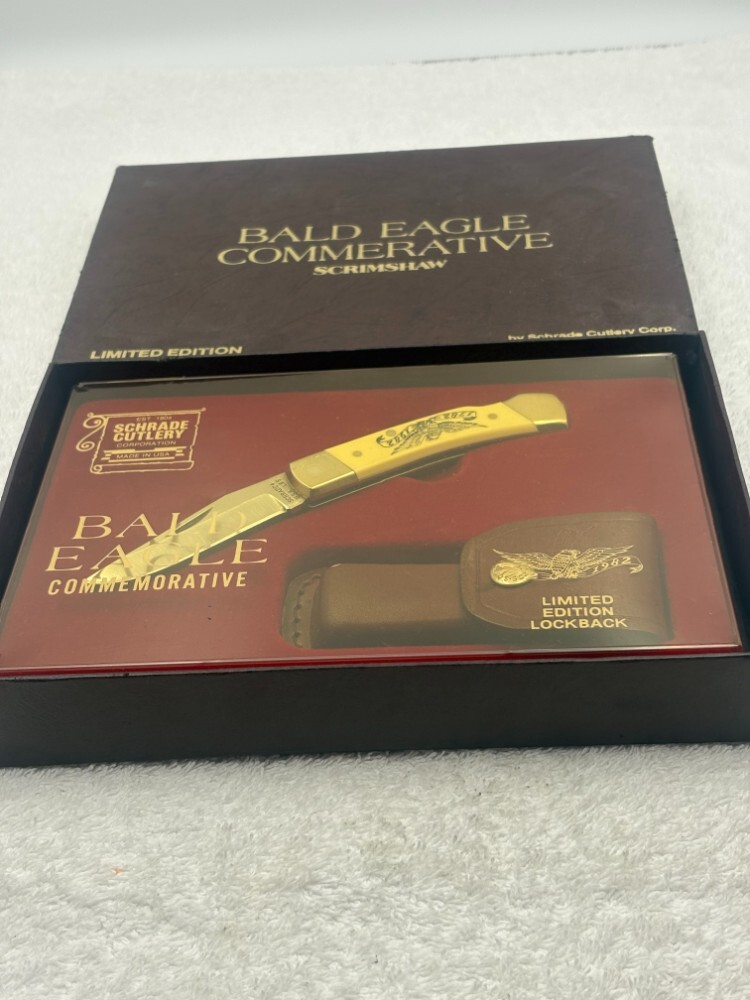 BALD EAGLE
COMMERATIVE
SCRIMSHAW
LIMITED EDITION
by Schrade Cutlery Corp.
EST. 1904
SCHRADE
CUTLERY
CORPORATION
MADE IN USA
BALD
EAGLE
COMMEMORATIVE
1982
LIMITED
EDITION
LOCKBACK